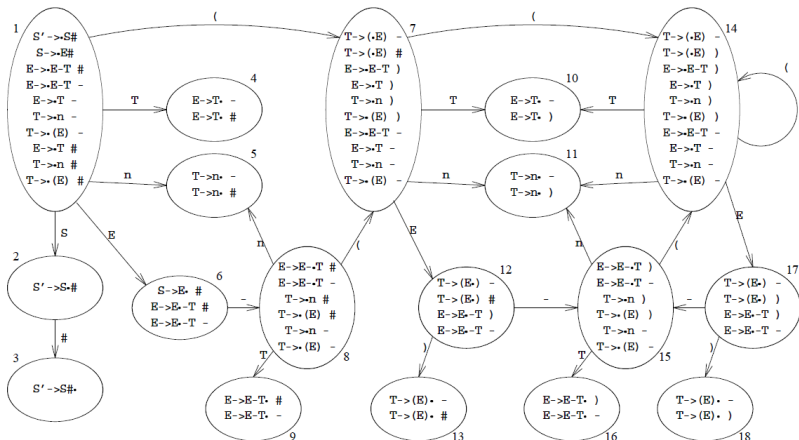 1
S'->•S#
S->•E#
E->•E-T #
E->•E-T -
E->•T -
T->•n -
T->•(E) -
E->•T #
T->•n #
T->•(E) #
(
T
n
S
E
4
E->T• -
E->T• #
5
T->n• -
T->n• #
2
S'->S•#
#
3
S'->S#•
6
S->E• #
E->E•-T #
E->E•-T -
-
n
(
E->E-•T #
E->E-•T -
T->•n #
T->•(E) #
T->•n -
T->•(E) -
8
T
E->E-T• #
E->E-T• -
9
7
T->(•E) -
T->(•E) #
E->•E-T )
E->•T )
T->•n )
T->•(E) )
E->•E-T -
E->•T -
T->•n -
T->•(E) -
(
T
n
E
10
E->T• -
E->T• )
11
T->n• -
T->n• )
12
T->(E•) -
T->(E•) #
E->E•-T )
E->E•-T -
-
)
T->(E)• -
T->(E)• #
13
14
T->(•E) -
T->(•E) )
E->•E-T )
E->•T )
T->•n )
T->•(E) )
E->•E-T -
E->•T -
T->•n -
T->•(E) -
(
T
n
E
n
(
E->E-•T )
E->E-•T -
T->•n )
T->•(E) )
T->•n -
T->•(E) -
15
T
E->E-T• )
E->E-T• -
16
17
T->(E•) -
T->(E•) )
E->E•-T )
E->E•-T -
-
)
T->(E)• -
T->(E)• )
18